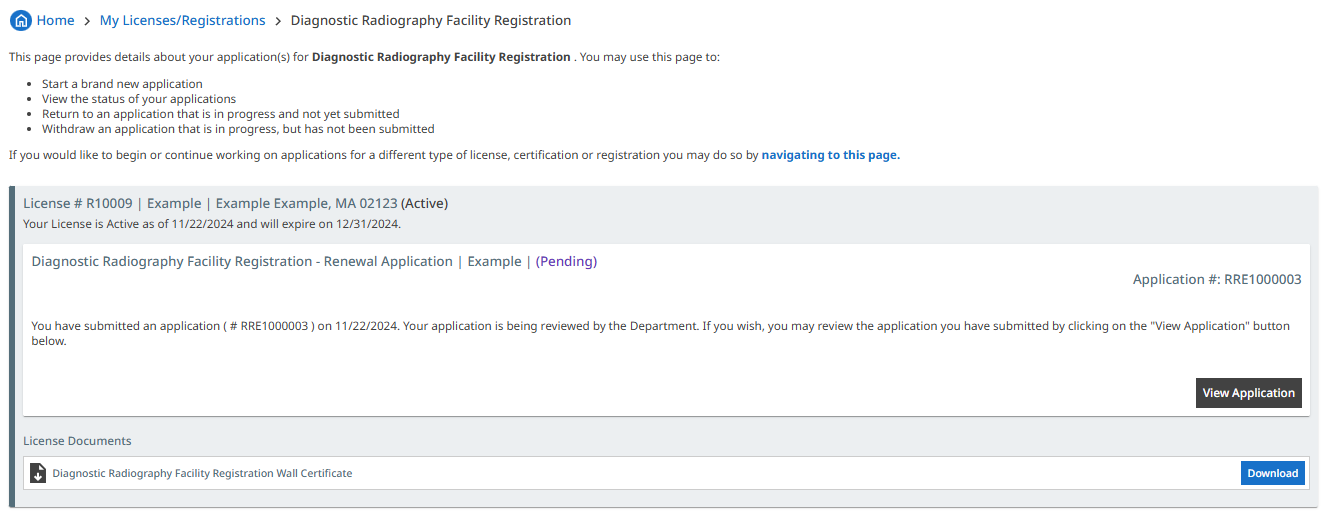 Home > My Licenses/Registrations > Diagnostic Radiography Facility Registration
This page provides details about your application(s) for Diagnostic Radiography Facility Registration . You may use this page to:
• Start a brand new application
• View the status of your applications
• Return to an application that is in progress and not yet submitted
• Withdraw an application that is in progress, but has not been submitted
If you would like to begin or continue working on applications for a different type of license, certification or registration you may do so by navigating to this page.
License # R10009 | Example | Example Example, MA 02123 (Active)
Your License is Active as of 11/22/2024 and will expire on 12/31/2024.
Diagnostic Radiography Facility Registration - Renewal Application | Example | (Pending)
Application #: RRE1000003
You have submitted an application ( # RRE1000003 ) on 11/22/2024. Your application is being reviewed by the Department. If you wish, you may review the application you have submitted by clicking on the "View Application" button
below.
View Application
License Documents
Diagnostic Radiography Facility Registration Wall Certificate
Download